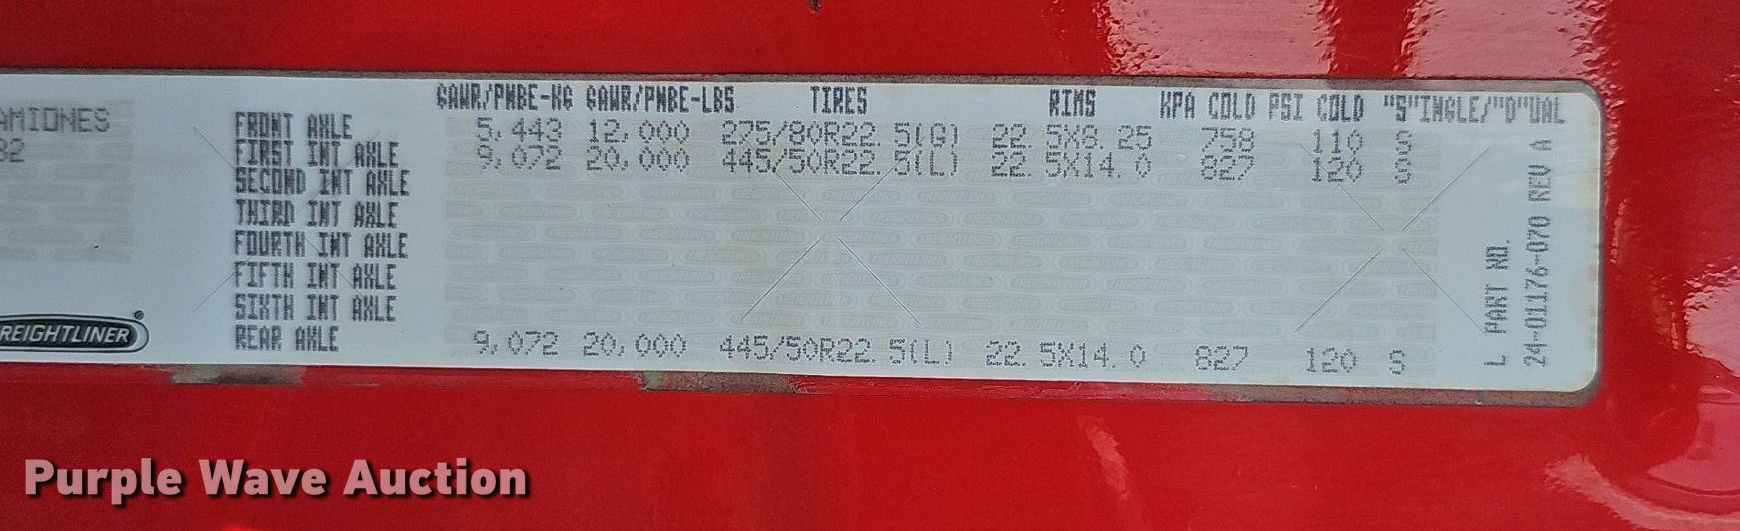 AMIONES
82
GAWR/PNBE-KG GAWR/PNBE-LBS TIRES RIMS KPA COLD PSI COLD "S"INGLE/"D"UAL
FRONT AXLE 5,443 12,000 275/80R22.5(G) 22.5X8.25 758 110 S
FIRST INT AXLE 9,072 20,000 445/50R22.5(L) 22.5X14.0 827 120 S
SECOND INT AXLE
THIRD INT AXLE
FOURTH INT AXLE
FIFTH INT AXLE
SIXTH INT AXLE
REAR AXLE 9,072 20,000 445/50R22.5(L) 22.5X14.0 827 120 S
REIGHTLINER
L PART NO.
24-01176-070 REV A
Purple Wave Auction